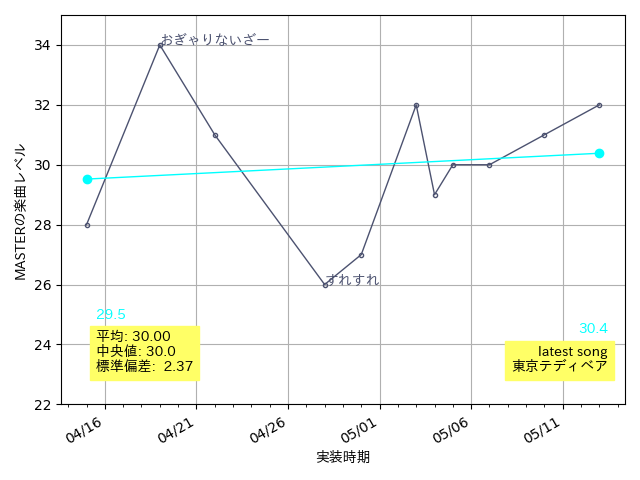 34
32
30
28
26
24
22
MASTERの楽曲レベル
おぎゃりないざー
すれすれ
29.5
平均: 30.00
中央値: 30.0
標準偏差: 2.37
30.4
latest song
東京テディベア
04/16
04/21
04/26
05/01
05/06
05/11
実装時期